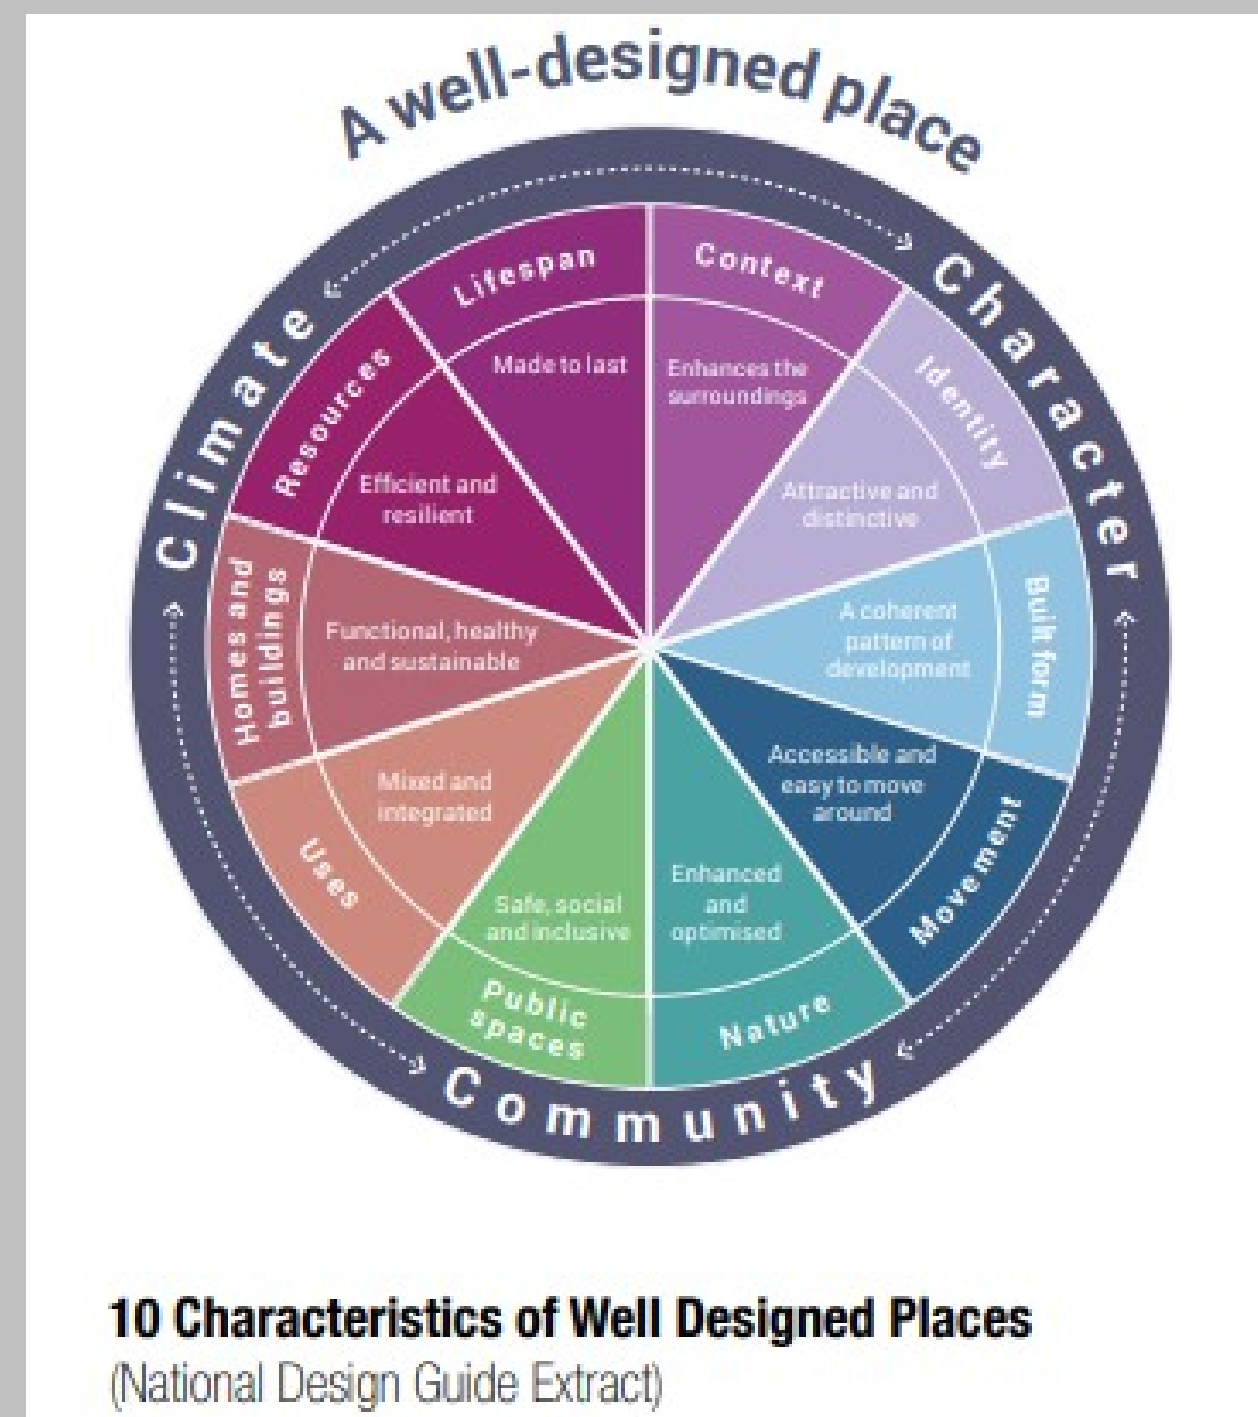 A well-designed place
Climate
Character
Community
Context
Enhances the
surroundings
Identity
Attractive and
distinctive
Built form
A coherent
pattern of
development
Movement
Accessible and
easy to move
around
Nature
Enhanced
and
optimised
Public
spaces
Safe, social
and inclusive
Uses
Mixed and
integrated
Homes and
buildings
Functional, healthy
and sustainable
Resources
Efficient and
resilient
Lifespan
Made to last
10 Characteristics of Well Designed Places
(National Design Guide Extract)